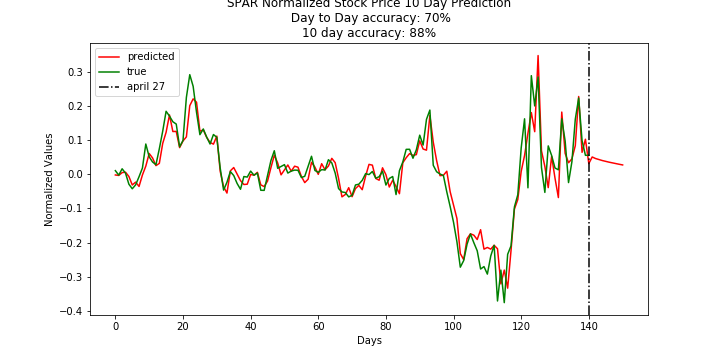 SPAR Normalized Stock Price 10 Day Prediction
Day to Day accuracy: 70%
10 day accuracy: 88%
predicted
true
april 27
Normalized Values
0.3
0.2
0.1
0.0
−0.1
−0.2
−0.3
−0.4
0 20 40 60 80 100 120 140
Days